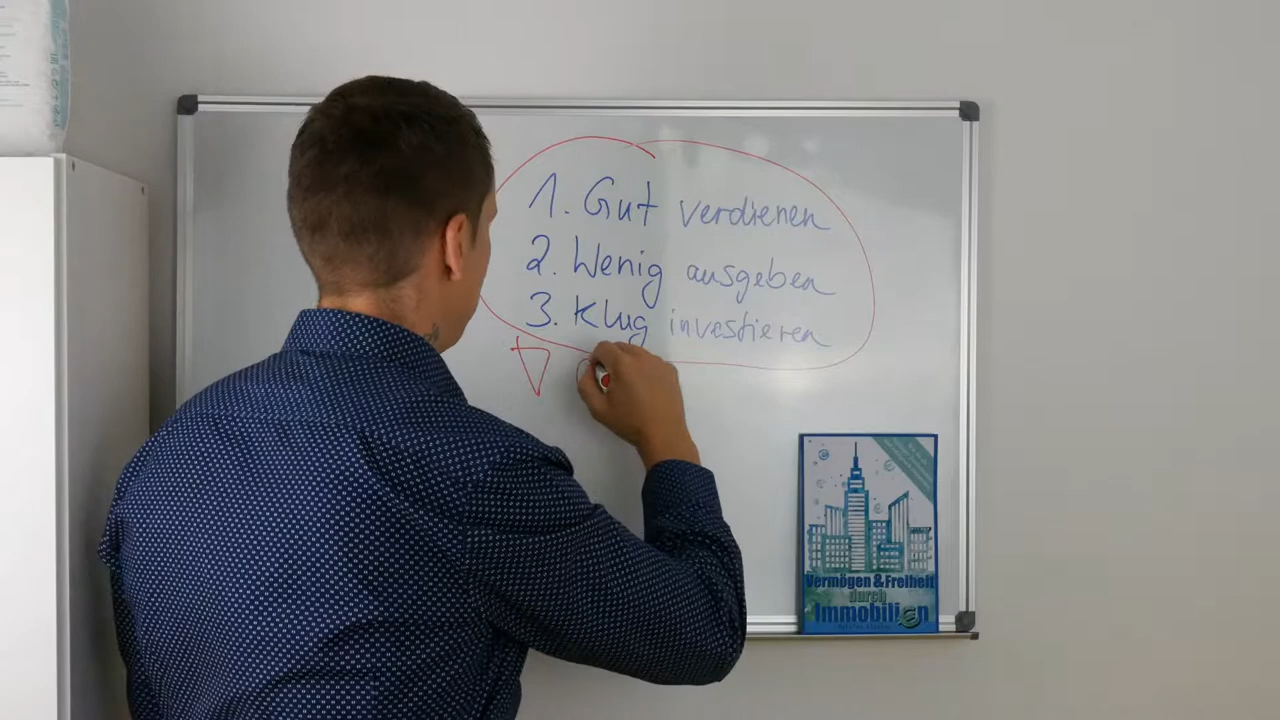 1. Gut verdienen
2. Wenig ausgeben
3. Klug investieren
Vermögen & Freiheit
durch
Immobilien